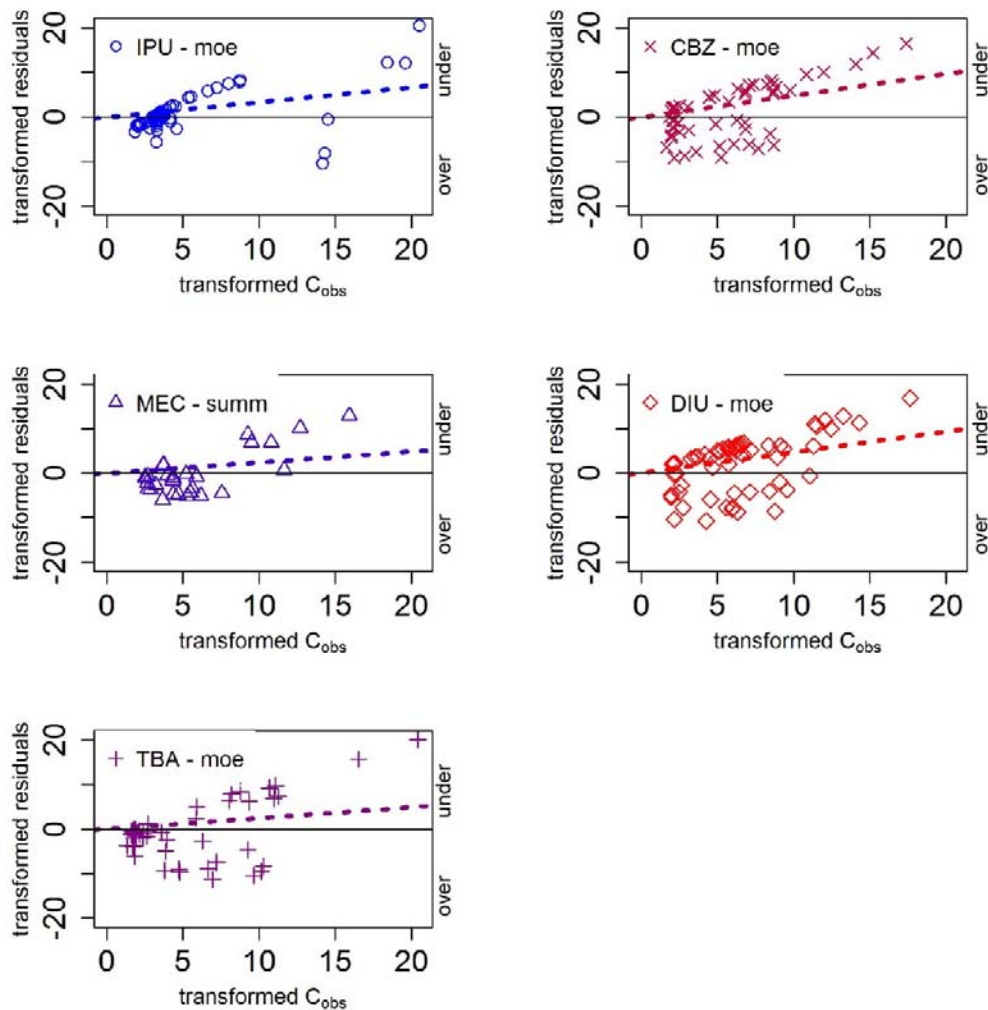 IPU - moe
20
0
-20
transformed residuals
under
over
0 5 10 15 20
transformed Cobs
CBZ - moe
20
0
-20
transformed residuals
under
over
0 5 10 15 20
transformed Cobs
MEC - summ
20
0
-20
transformed residuals
under
over
0 5 10 15 20
transformed Cobs
DIU - moe
20
0
-20
transformed residuals
under
over
0 5 10 15 20
transformed Cobs
TBA - moe
20
0
-20
transformed residuals
under
over
0 5 10 15 20
transformed Cobs